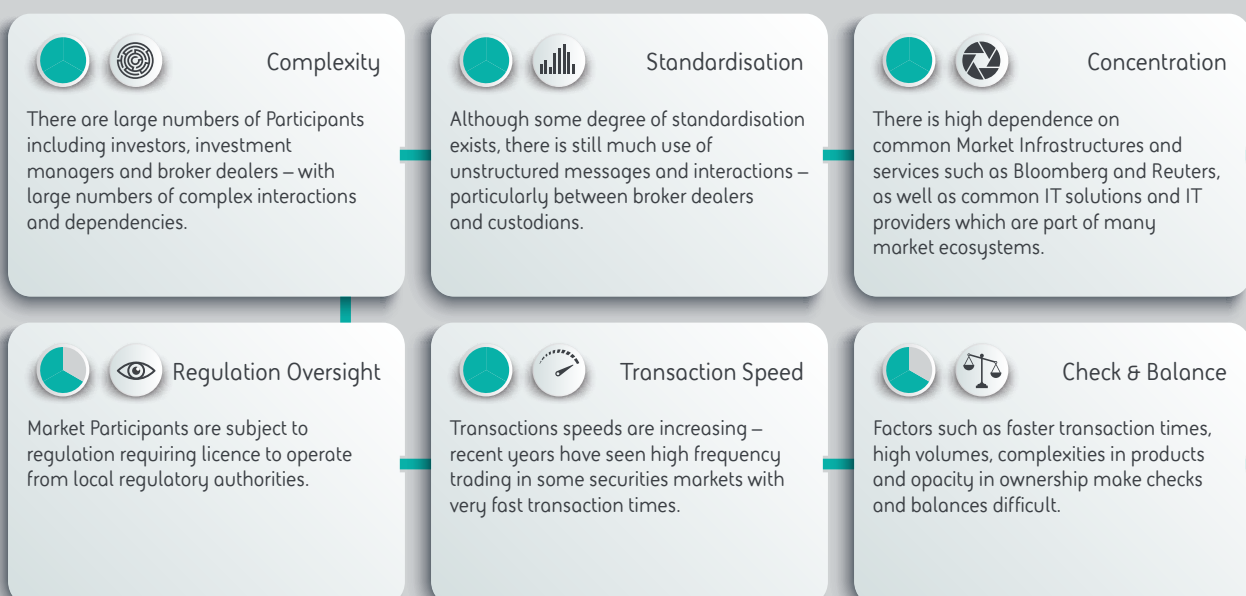 Complexity
There are large numbers of Participants
including investors, investment
managers and broker dealers – with
large numbers of complex interactions
and dependencies.
Standardisation
Although some degree of standardisation
exists, there is still much use of
unstructured messages and interactions –
particularly between broker dealers
and custodians.
Concentration
There is high dependence on
common Market Infrastructures and
services such as Bloomberg and Reuters,
as well as common IT solutions and IT
providers which are part of many
market ecosystems.
Regulation Oversight
Market Participants are subject to
regulation requiring licence to operate
from local regulatory authorities.
Transaction Speed
Transactions speeds are increasing –
recent years have seen high frequency
trading in some securities markets with
very fast transaction times.
Check & Balance
Factors such as faster transaction times,
high volumes, complexities in products
and opacity in ownership make checks
and balances difficult.